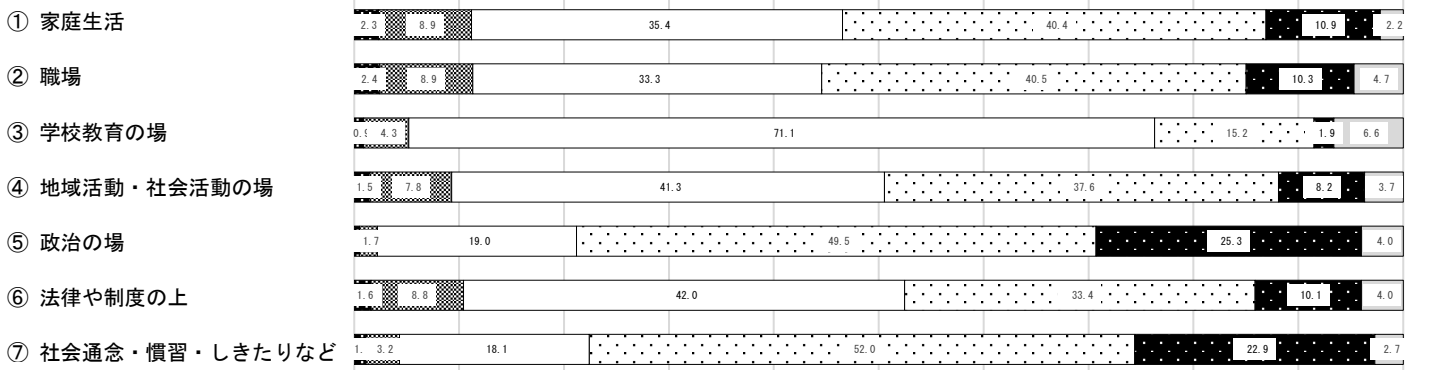 ① 家庭生活 2.3 8.9 35.4 40.4 10.9 2.2
② 職場 2.4 8.9 33.3 40.5 10.3 4.7
③ 学校教育の場 4.3 71.1 15.2 1.9 6.6
④ 地域活動・社会活動の場 1.5 7.8 41.3 37.6 8.2 3.7
⑤ 政治の場 1.7 19.0 49.5 25.3 4.0
⑥ 法律や制度の上 1.6 8.8 42.0 33.4 10.1 4.0
⑦ 社会通念・慣習・しきたりなど 3.2 18.1 52.0 22.9 2.7